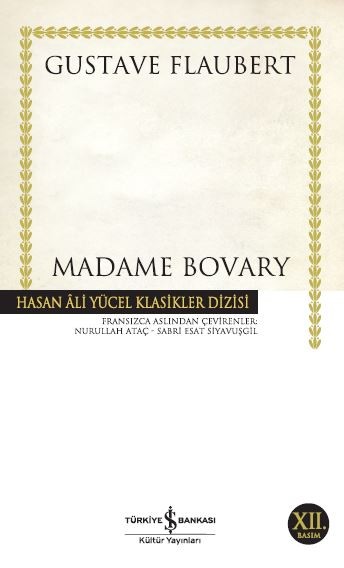 GUSTAVE FLAUBERT
MADAME BOVARY
HASAN ÂLİ YÜCEL KLASİKLER DİZİSİ
FRANSIZCA ASLINDAN ÇEVİRENLER:
NURULLAH ATAÇ - SABRİ ESAT SİYAVUŞGİL
XII.
BASIM
TÜRKİYE İŞ BANKASI
Kültür Yayınları